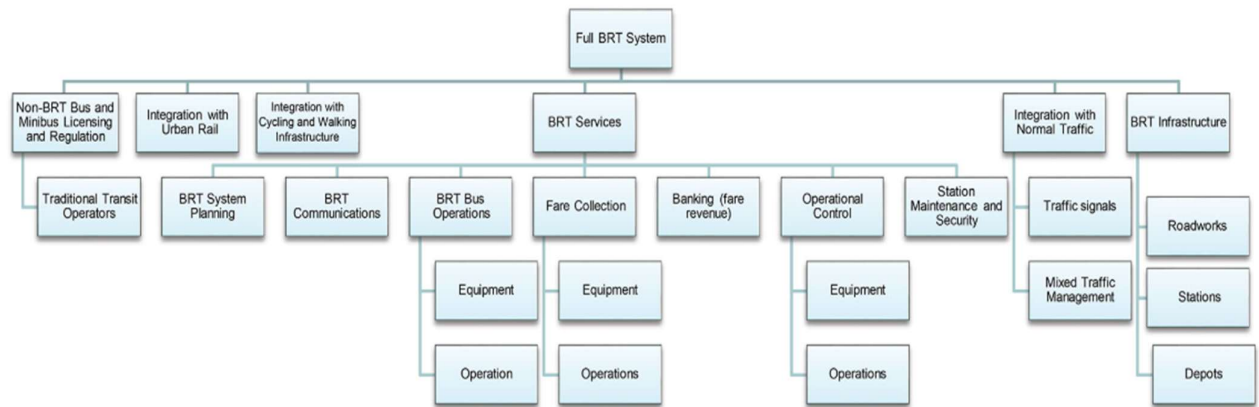 Full BRT System
Non-BRT Bus and
Minibus Licensing
and Regulation
Integration with
Urban Rail
Integration with
Cycling and Walking
Infrastructure
BRT Services
Integration with
Normal Traffic
BRT Infrastructure
Traditional Transit
Operators
BRT System
Planning
BRT
Communications
BRT Bus
Operations
Fare Collection
Banking (fare
revenue)
Operational
Control
Station
Maintenance and
Security
Traffic signals
Roadworks
Equipment
Equipment
Equipment
Mixed Traffic
Management
Stations
Operation
Operations
Operations
Depots